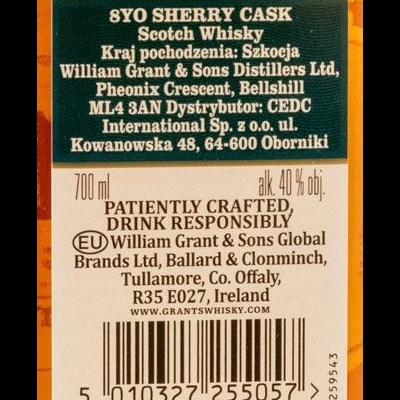 8YO SHERRY CASK
Scotch Whisky
Kraj pochodzenia: Szkocja
William Grant & Sons Distillers Ltd,
Pheonix Crescent, Bellshill
ML4 3AN Dystrybutor: CEDC
International Sp. z o.o. ul.
Kowanowska 48, 64-600 Oborniki
700 ml alk. 40 % obj.
PATIENTLY CRAFTED,
DRINK RESPONSIBLY
EU William Grant & Sons Global
Brands Ltd, Ballard & Clonminch,
Tullamore, Co. Offaly,
R35 E027, Ireland
WWW.GRANTSWHISKY.COM
5 010327 255057 >
259543